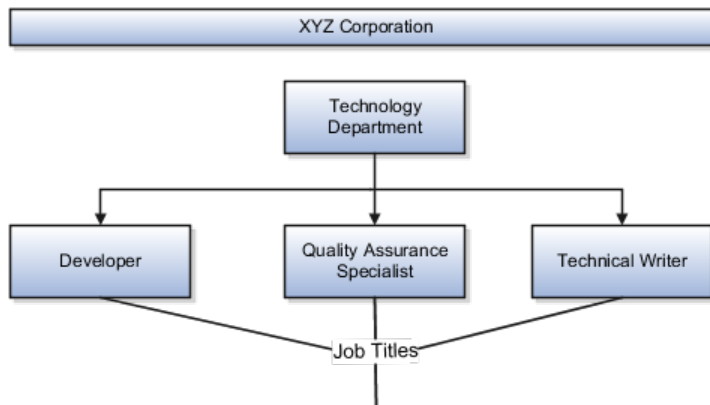 XYZ Corporation
Technology
Department
Developer
Quality Assurance
Specialist
Technical Writer
Job Titles